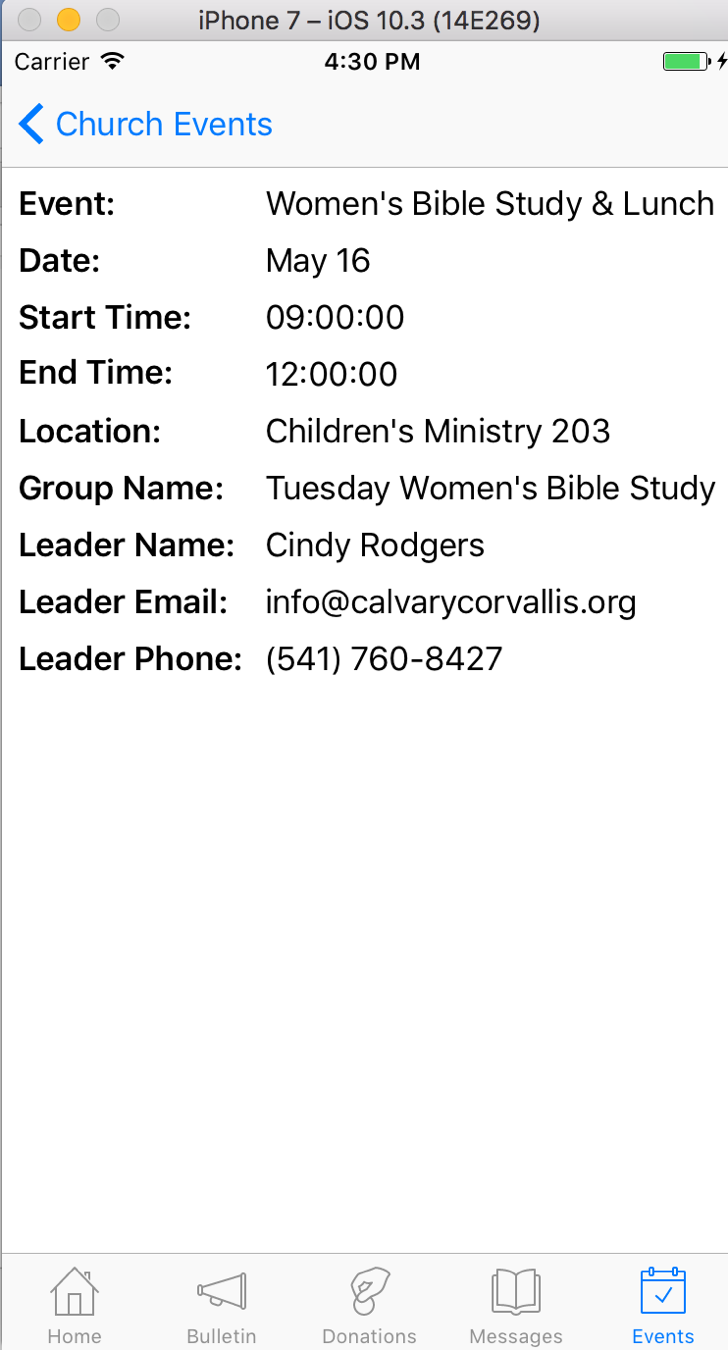 iPhone 7 – iOS 10.3 (14E269)
Carrier 4:30 PM
Church Events
Event: Women's Bible Study & Lunch
Date: May 16
Start Time: 09:00:00
End Time: 12:00:00
Location: Children's Ministry 203
Group Name: Tuesday Women's Bible Study
Leader Name: Cindy Rodgers
Leader Email: info@calvarycorvallis.org
Leader Phone: (541) 760-8427
Home Bulletin Donations Messages Events